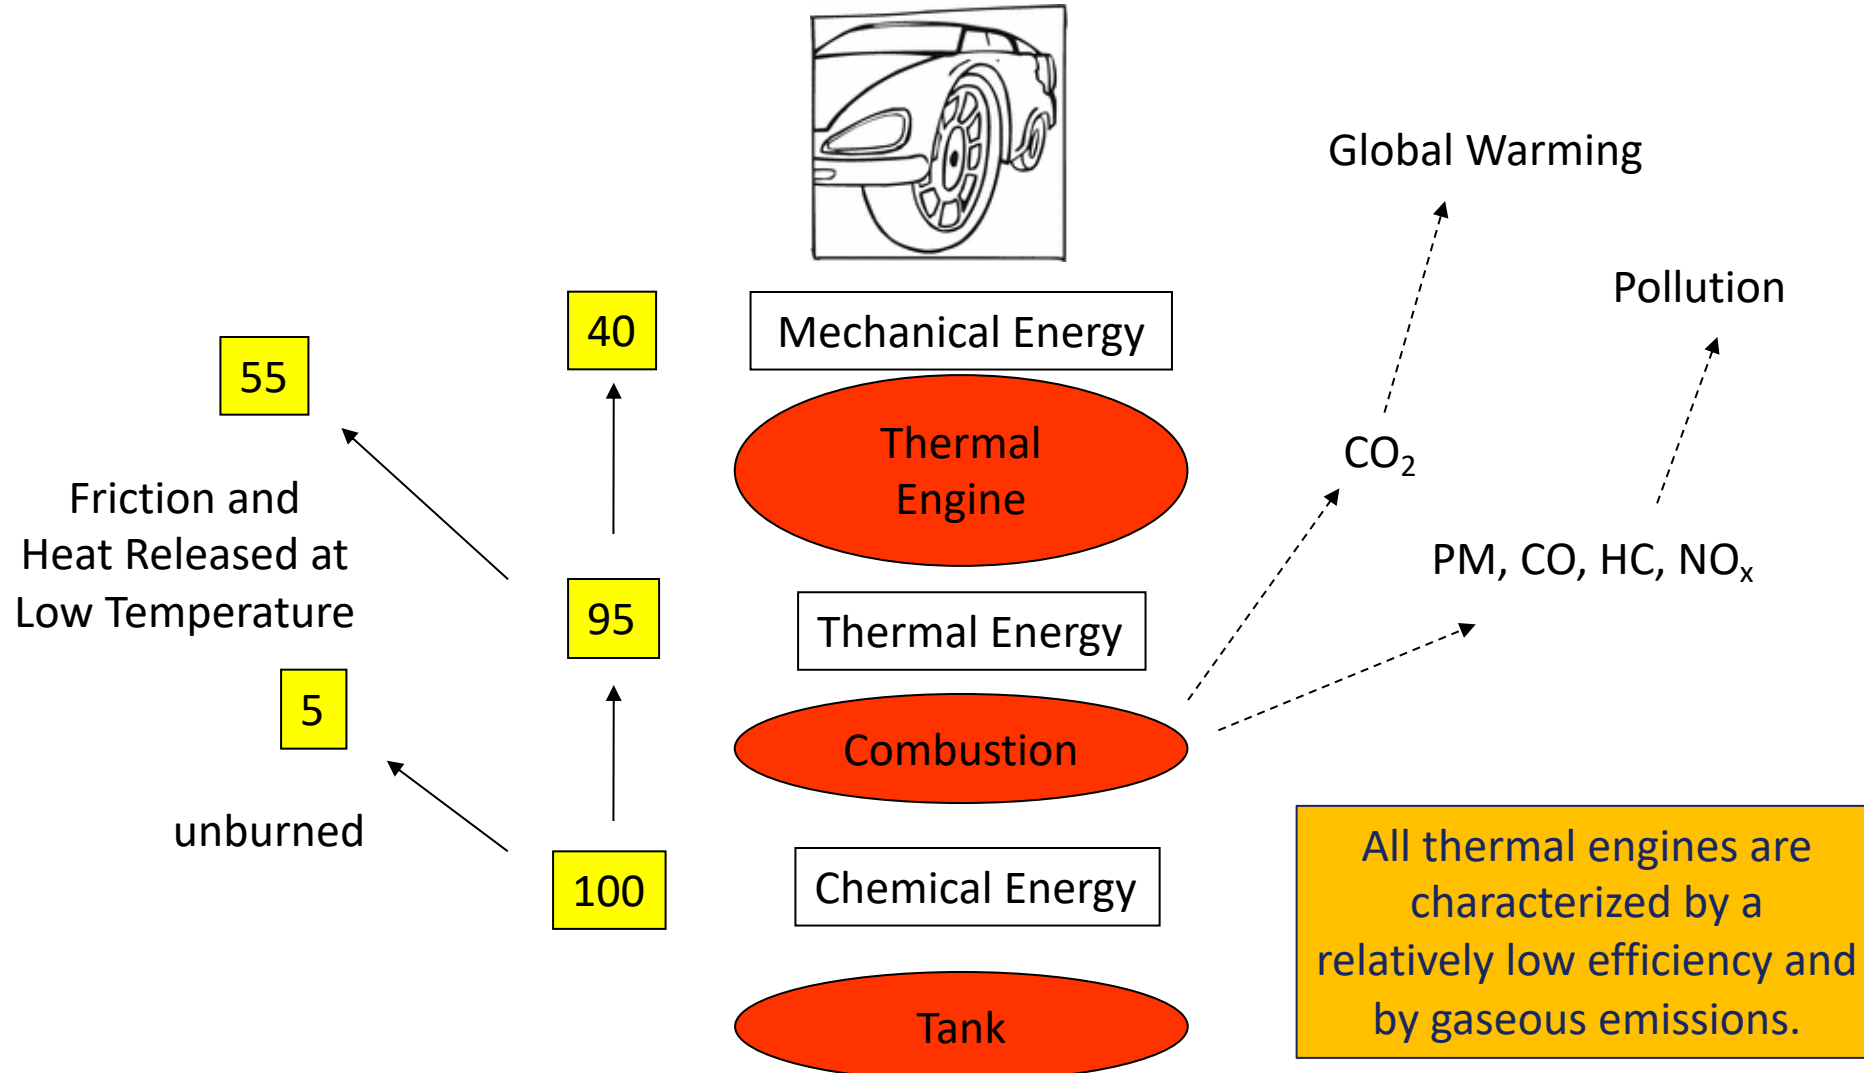 Global Warming
Pollution
40
Mechanical Energy
55
Thermal
Engine
CO₂
Friction and
Heat Released at
Low Temperature
PM, CO, HC, NOₓ
95
Thermal Energy
5
Combustion
unburned
100
Chemical Energy
All thermal engines are
characterized by a
relatively low efficiency and
by gaseous emissions.
Tank